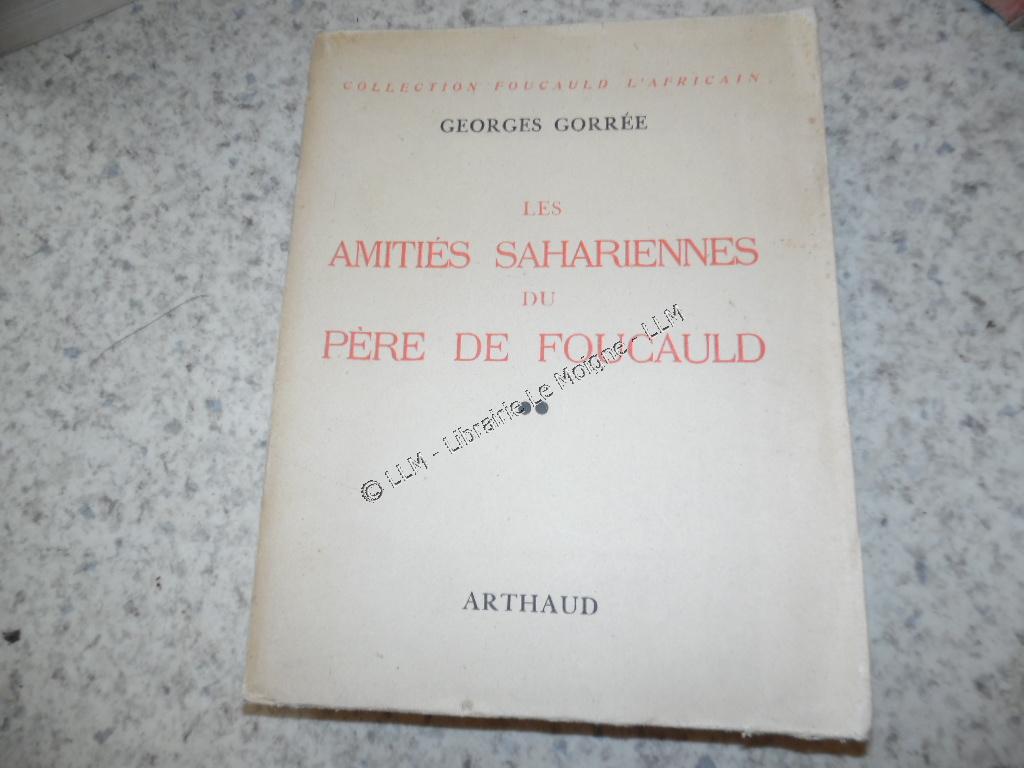 COLLECTION FOUCAULD L'AFRICAIN.
GEORGES GORRÉE
LES
AMITIÉS SAHARIENNES
DU
PÈRE DE FOUCAULD
© LLM - Librairie Le Moigne - LLM
ARTHAUD